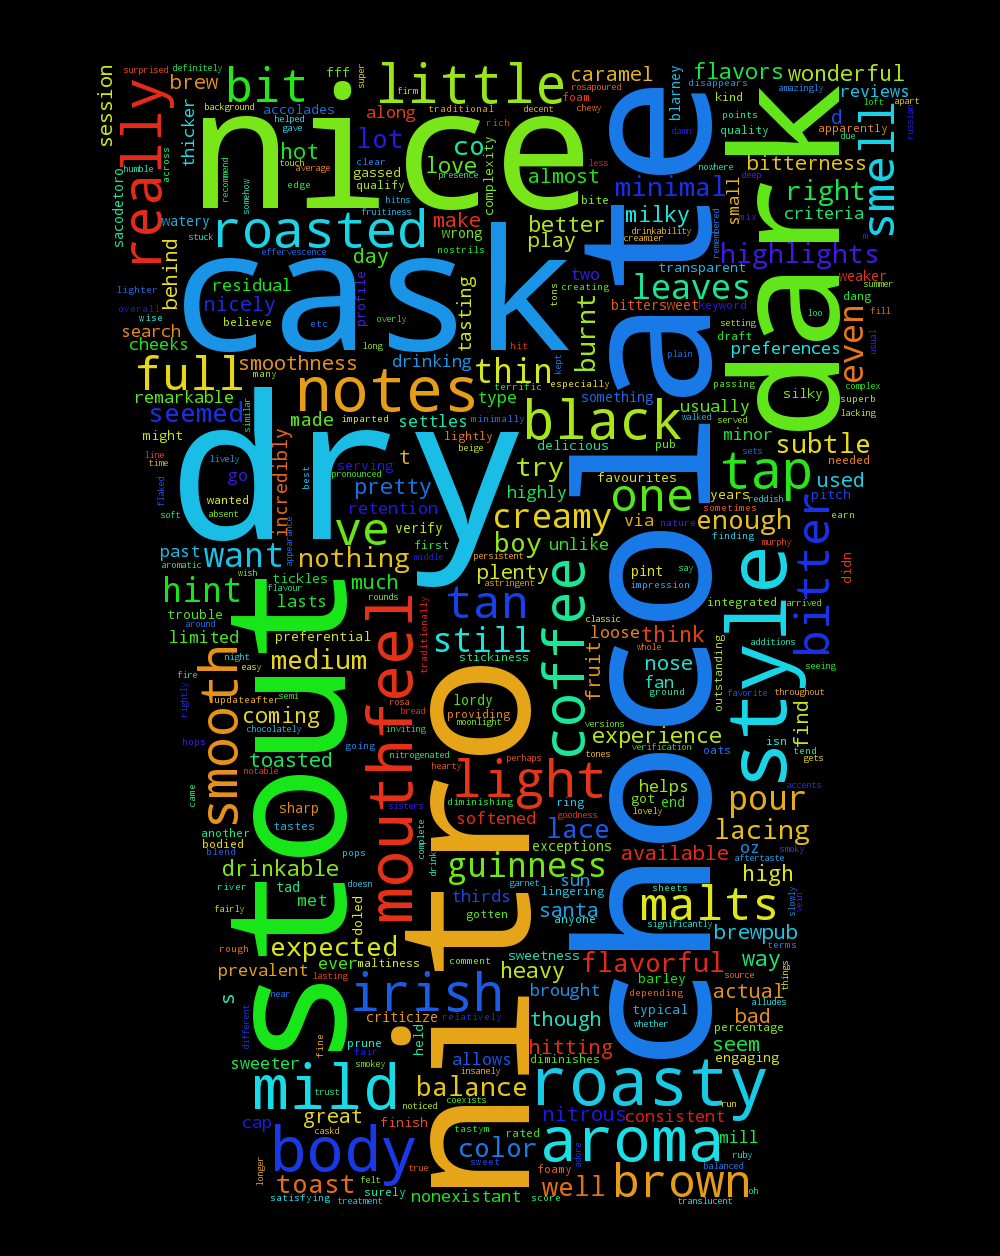 nice
cask
dry
chocolate
dark
stout
nitro
notes
roasted
little
bit
really
full
thin
black
tap
style
bitter
smell
leaves
highlights
minimal
milky
right
criteria
bitterness
wonderful
flavors
reviews
caramel
session
brew
accolades
thicker
hot
lot
along
co
love
gassed
qualify
complexity
almost
better
play
make
wrong
nostrils
day
residual
nicely
believe
behind
search
cheeks
smoothness
remarkable
seemed
might
watery
sacodetoro
humble
surprised
definitely
background
helped
gave
touch
average
edge
clear
hitns
fruitiness
presence
traditional
decent
rich
firm
super
fff
foam
rosapoured
chewy
less
bite
blarney
disappears
kind
points
quality
amazingly
loft
apart
apparently
due
russian
damn
nowhere
deep
mix
small
drinkability
creamier
remembered
transparent
weaker
summer
bittersweet
keyword
dang
fill
even
loo
draft
setting
preferences
passing
silky
complex
superb
lacking
usual
plain
something
usually
walked
served
minor
subtle
needed
used
pub
sets
delicious
favourites
years
sometimes
reddish
pitch
earn
one
via
nature
enough
finding
murphy
didn
burnt
two
creating
tons
tasting
profile
overly
long
hit
drinking
type
terrific
especially
kept
settles
minimally
made
imparted
lightly
beige
serving
pronounced
t
pretty
retention
ve
verify
first
middle
nothing
incredibly
appearance
best
many
similar
lively
wanted
absent
go
line
time
flaked
soft
past
aromatic
want
wish
hint
tickles
flavour
lasts
much
rounds
trouble
around
limited
preferential
medium
night
easy
fire
rightly
smooth
updateafter
semi
coming
chocolately
hops
toasted
notable
sharp
tastes
came
another
bodied
blend
pops
drinkable
river
tad
met
doesn
fairly
doled
expected
rough
ever
maltiness
prevalent
lasting
s
near
different
irish
criticize
relatively
held
fine
prune
fair
sweeter
smokey
mild
trust
balance
noticed
great
cap
caskd
finish
body
longer
true
toast
felt
satisfying
surely
treatment
nonexistant
score
try
highly
creamy
boy
unlike
plenty
persistent
astringent
tan
still
stickiness
coffee
mouthfeel
traditionally
rosa
bread
inviting
going
nitrogenated
hearty
perhaps
lordy
providing
moonlight
classic
fruit
loose
think
whole
pint
say
impression
nose
fan
ground
outstanding
integrated
arrived
additions
seeing
favorite
throughout
find
experience
versions
verification
tones
oats
isn
tend
gets
accents
light
softened
diminishing
ring
goodness
helps
got
end
lovely
pour
lace
lacing
exceptions
available
oz
aftertaste
smoky
guinness
garnet
sun
lingering
high
slowly
vein
sisters
complete
drink
thirds
gotten
santa
anyone
sheets
malts
significantly
brewpub
terms
comment
sweetness
flavorful
way
source
things
heavy
barley
brought
depending
typical
whether
actual
alludes
bad
percentage
though
hitting
seem
engaging
allows
diminishes
insanely
roasty
coexists
run
nitrous
consistent
mill
tastym
rated
aroma
ruby
color
sweet
adore
balanced
foamy
well
brown
oh
translucent
recommend
somehow
across
stuck
effervescence
lighter
overall
wise
etc
d
m